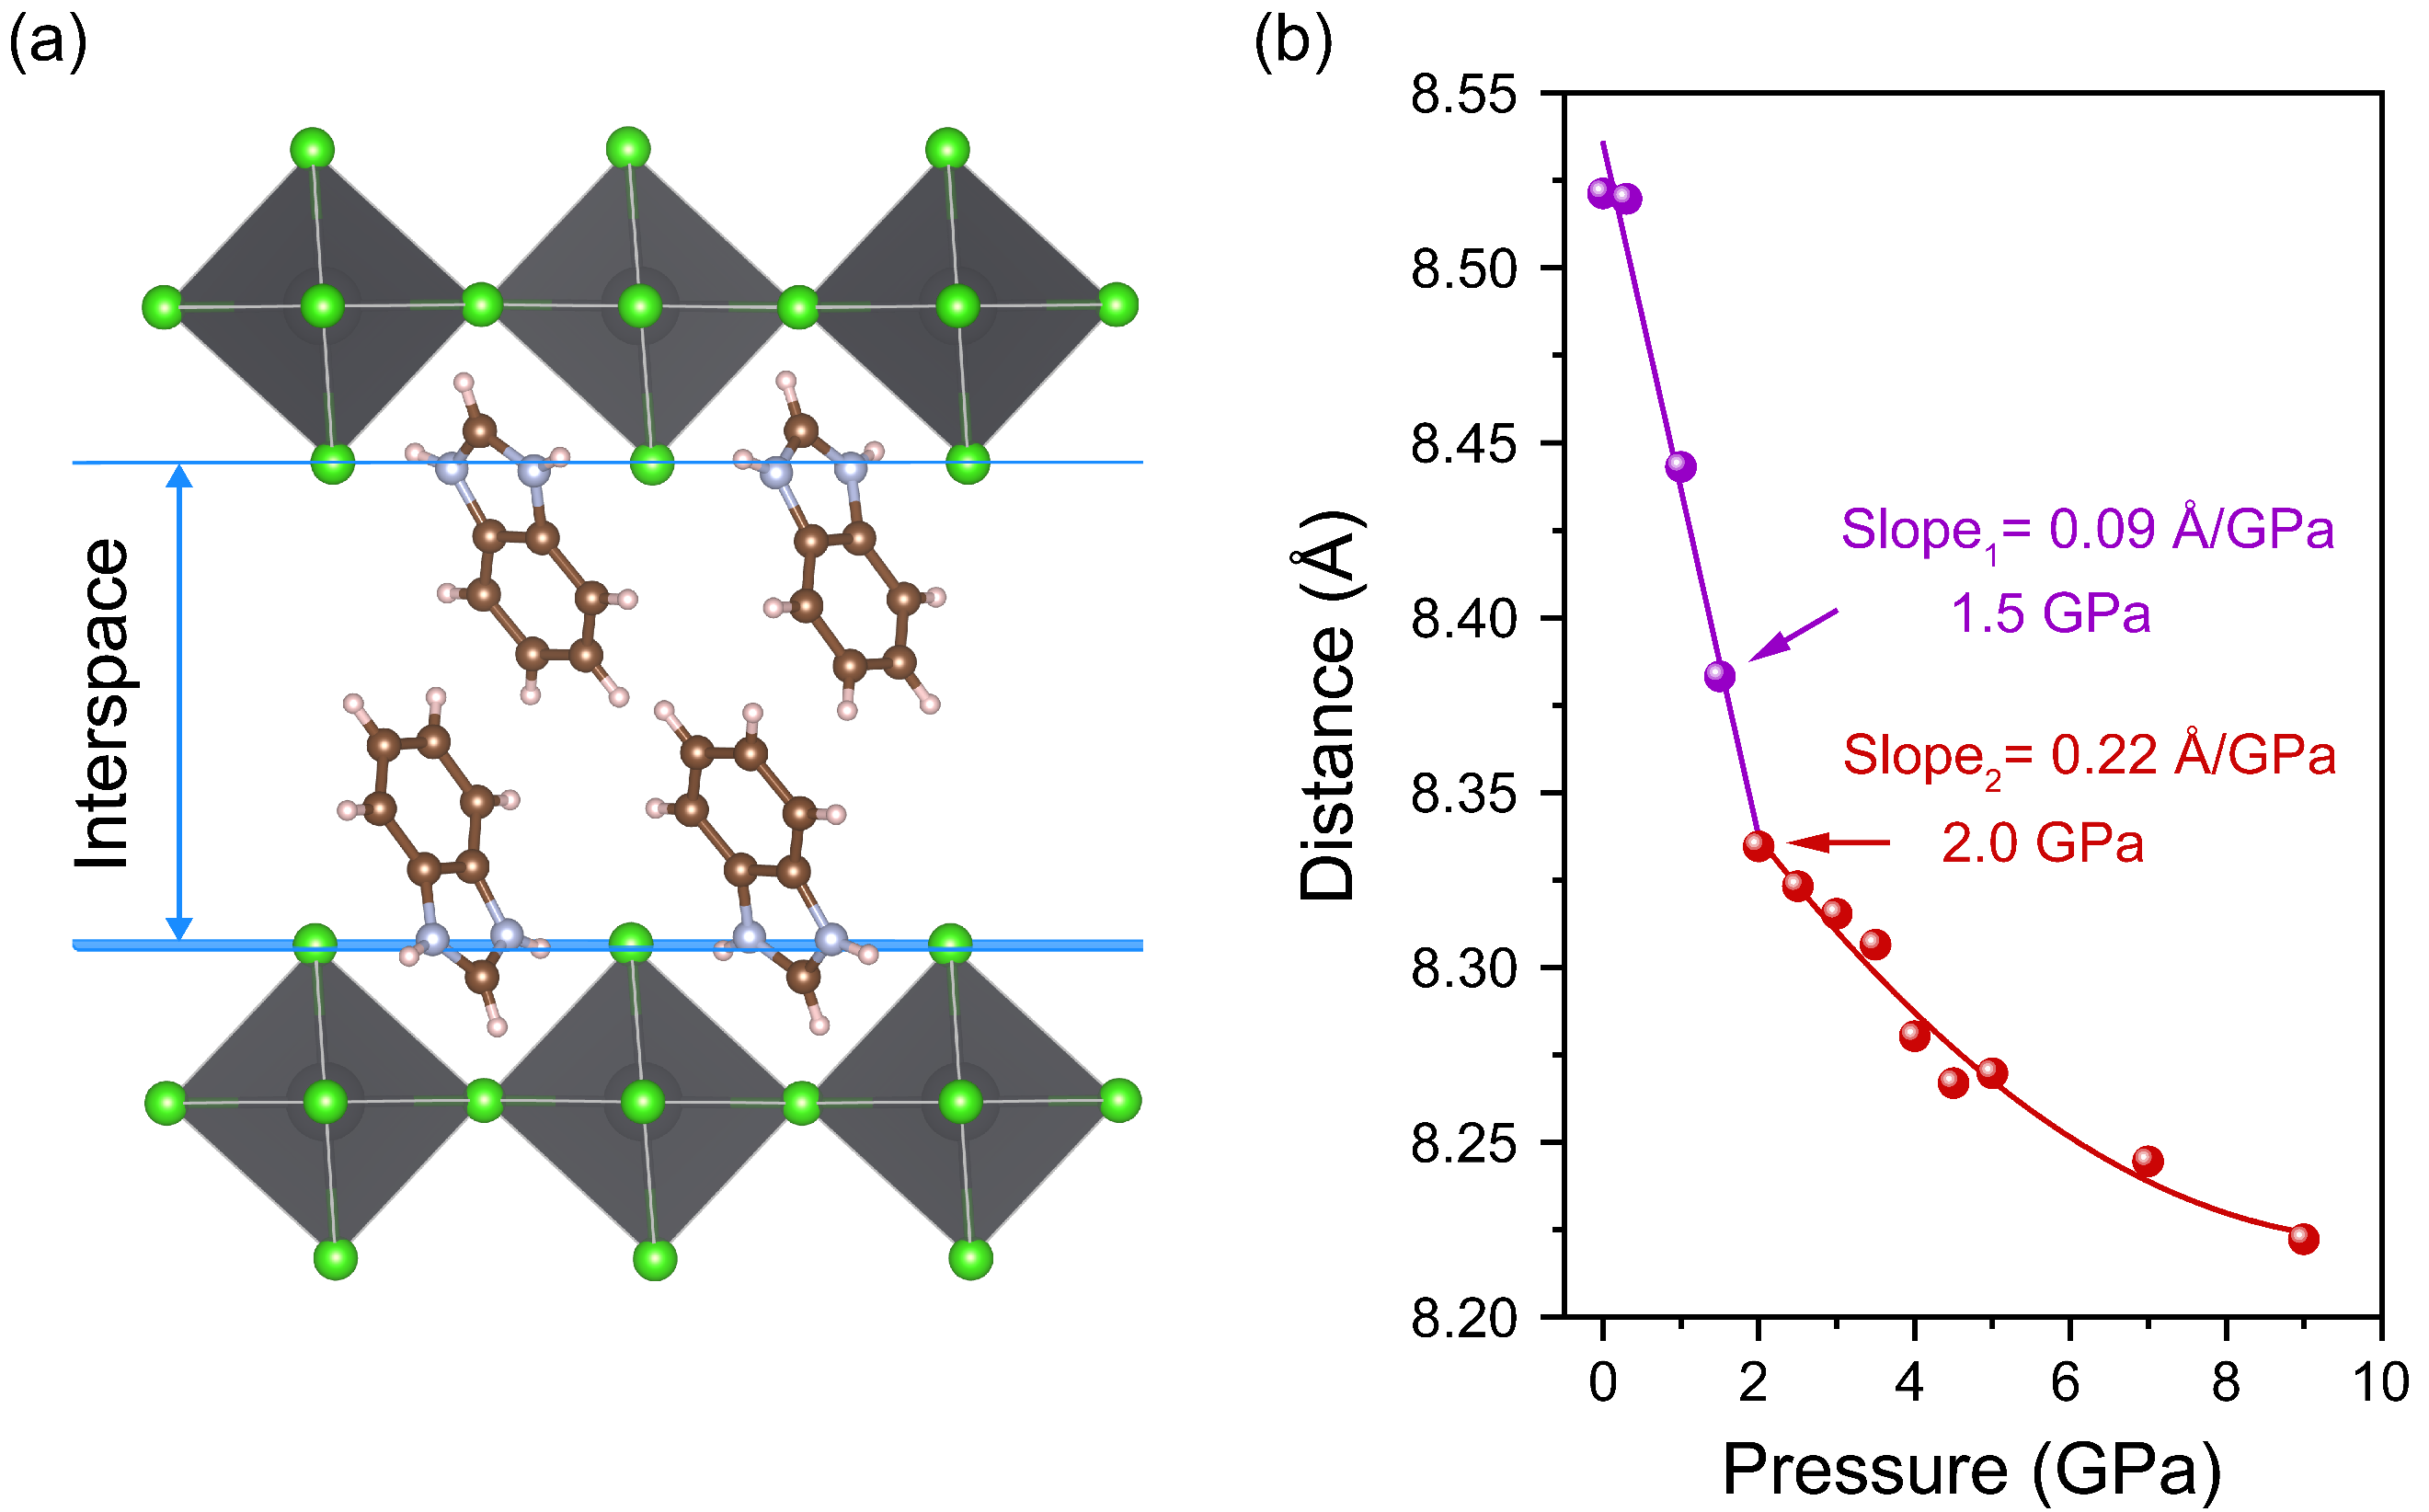 (a)
Interspace
(b)
Distance (Å)
8.55
8.50
8.45
8.40
8.35
8.30
8.25
8.20
Slope₁= 0.09 Å/GPa
1.5 GPa
Slope₂= 0.22 Å/GPa
2.0 GPa
0 2 4 6 8 10
Pressure (GPa)